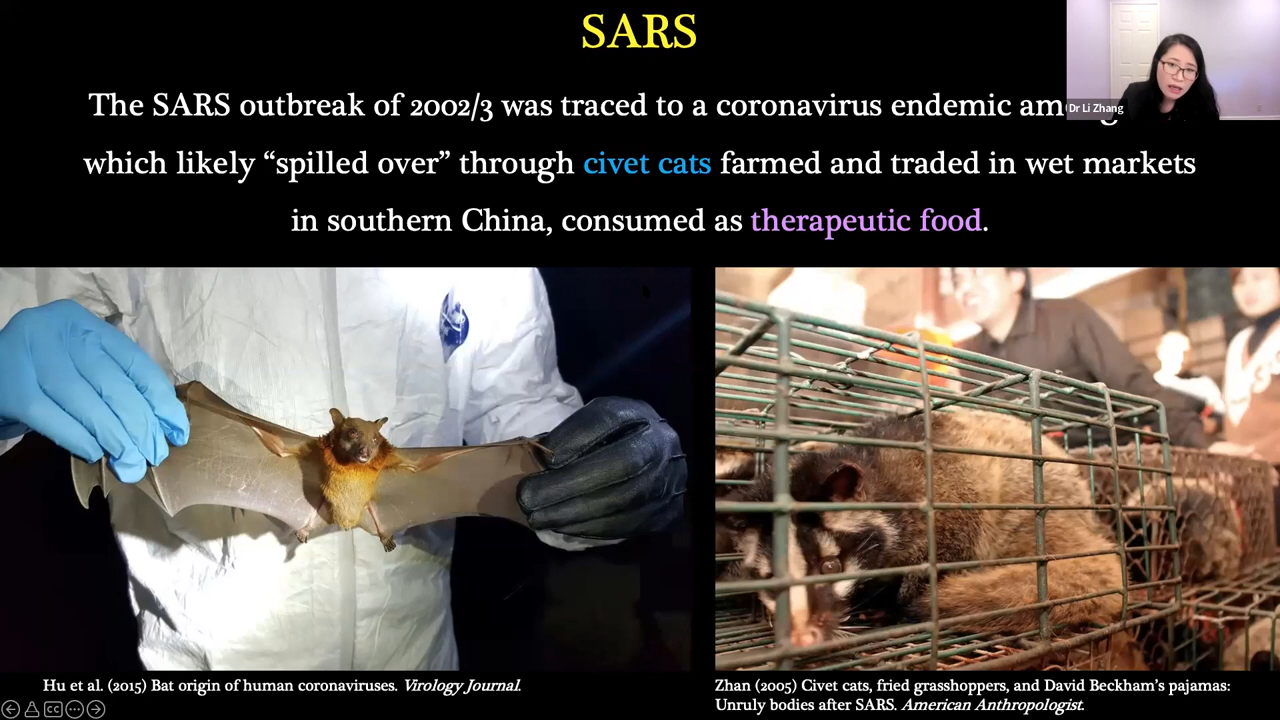 SARS
The SARS outbreak of 2002/3 was traced to a coronavirus endemic
Dr Li Zhang
which likely “spilled over” through civet cats farmed and traded in wet markets
in southern China, consumed as therapeutic food.
Hu et al. (2015) Bat origin of human coronaviruses. Virology Journal.
Zhan (2005) Civet cats, fried grasshoppers, and David Beckham’s pajamas:
Unruly bodies after SARS. American Anthropologist.
CC